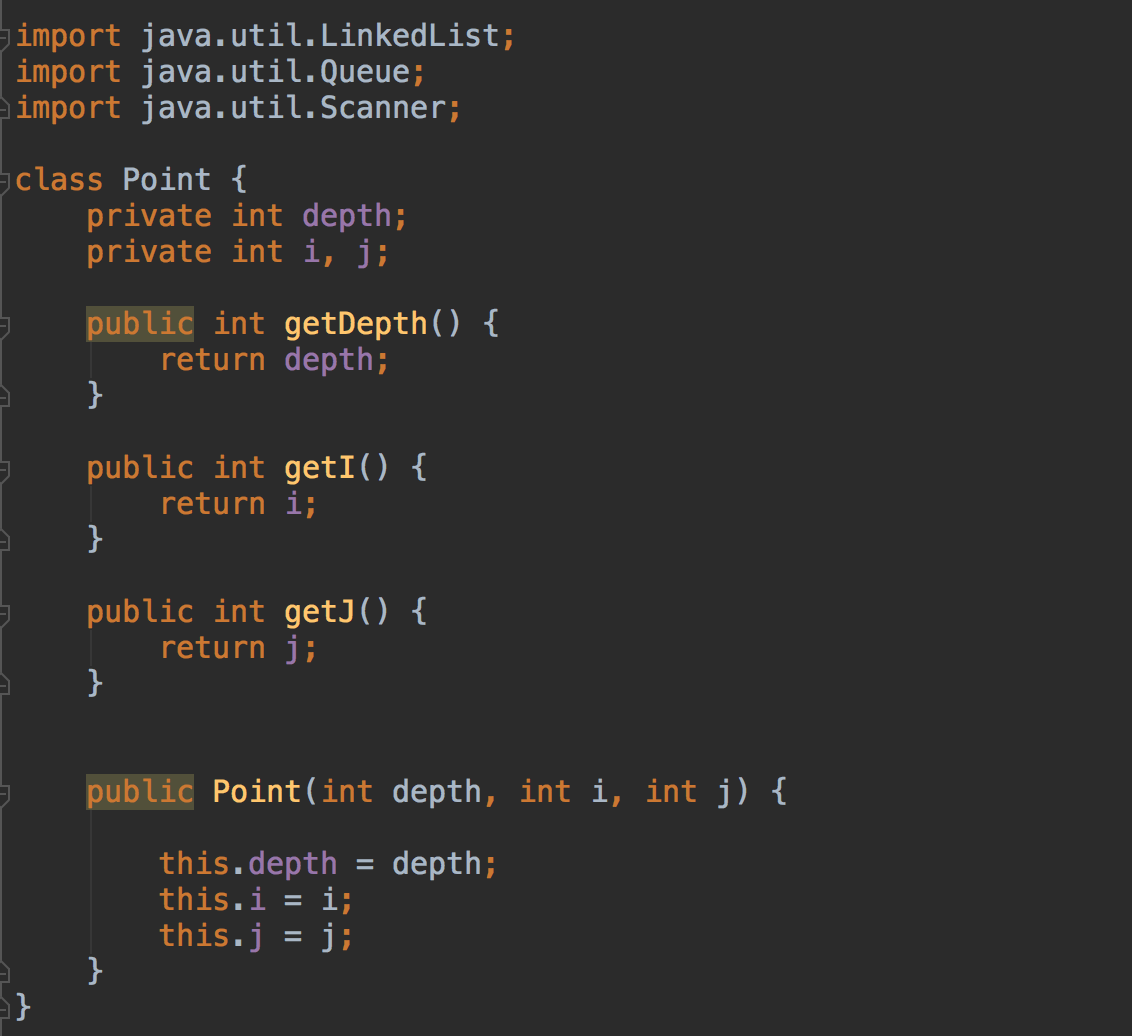 import java.util.LinkedList;
import java.util.Queue;
import java.util.Scanner;
class Point {
    private int depth;
    private int i, j;
    public int getDepth() {
        return depth;
    }
    public int getI() {
        return i;
    }
    public int getJ() {
        return j;
    }
    public Point(int depth, int i, int j) {
        this.depth = depth;
        this.i = i;
        this.j = j;
    }
}